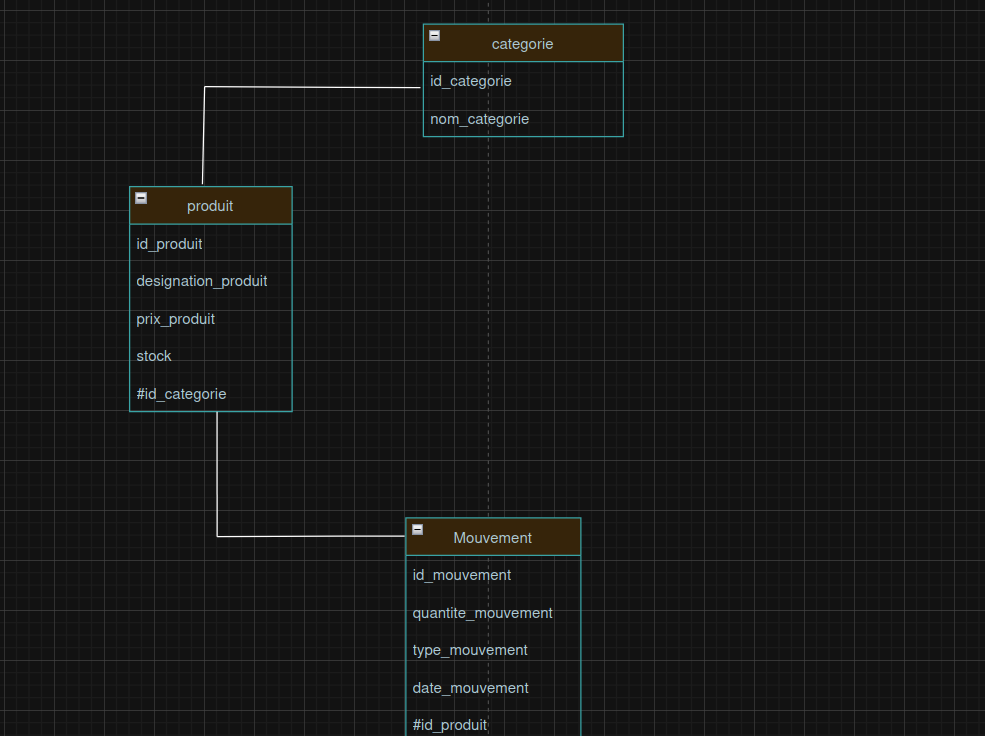 categorie
id_categorie
nom_categorie
produit
id_produit
designation_produit
prix_produit
stock
#id_categorie
Mouvement
id_mouvement
quantite_mouvement
type_mouvement
date_mouvement
#id_produit